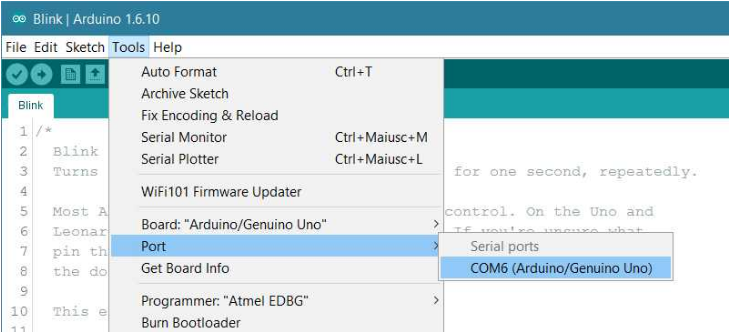 Blink | Arduino 1.6.10
File Edit Sketch Tools Help
Blink
Auto Format Ctrl+T
Archive Sketch
Fix Encoding & Reload
Serial Monitor Ctrl+Maiusc+M
Serial Plotter Ctrl+Maiusc+L
WiFi101 Firmware Updater
Board: "Arduino/Genuino Uno"
Port
Get Board Info
Programmer: "Atmel EDBG"
Burn Bootloader
Serial ports
COM6 (Arduino/Genuino Uno)
1 /*
2 Blink
3 Turns for one second, repeatedly.
4
5 Most A control. On the Uno and
6 Leonar If you're unsure what
7 pin th
8 the do
9
10 This e
11